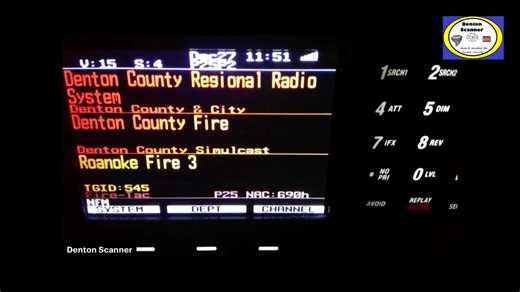 Denton
Scanner
V:15 S:4 Dec27 11:51
Denton County Regional Radio
System
Denton County & City
Denton County Fire
Denton County Simulcast
Roanoke Fire 3
TGID:545
Fire-Tac P25 NAC:690h
NFM
SYSTEM DEPT CHANNEL
1 SRCH1 2 SRCH2
4 ATT 5 DIM
7 IFX 8 REV
NO
PRI 0 LVL
AVOID REPLAY
Denton Scanner